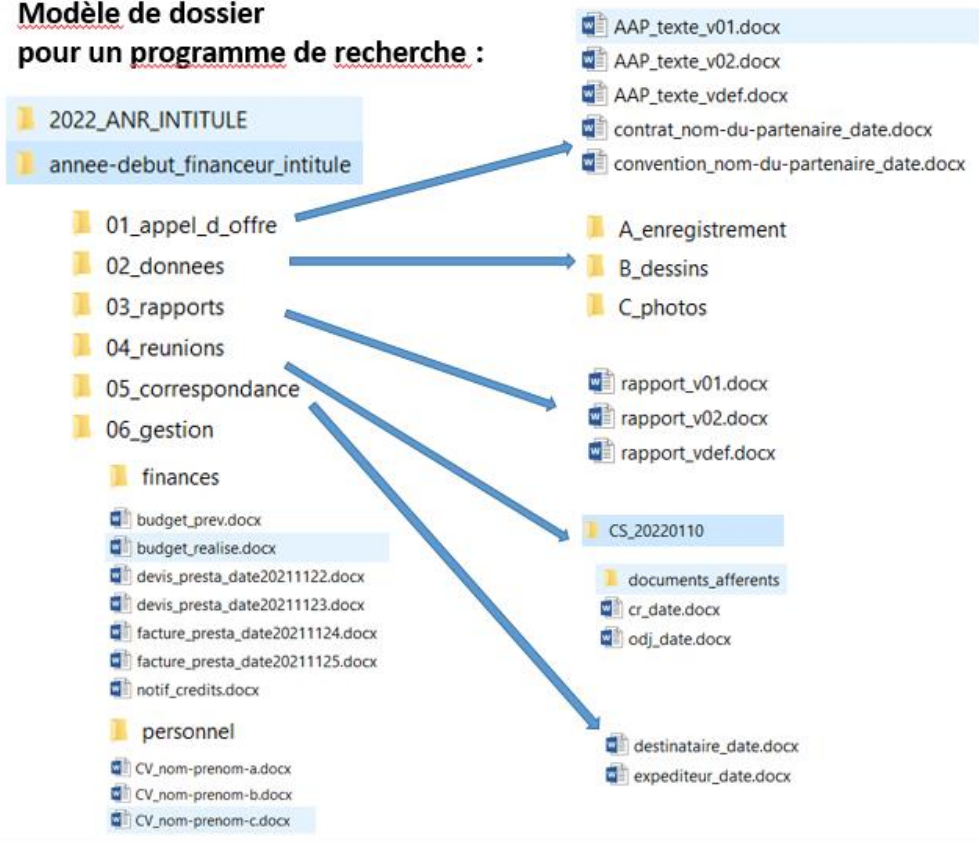 Modèle de dossier
pour un programme de recherche :
2022_ANR_INTITULE
annee-debut_financeur_intitule
01_appel_d_offre
02_donnees
03_rapports
04_reunions
05_correspondance
06_gestion
finances
budget_prev.docx
budget_realise.docx
devis_presta_date20211122.docx
devis_presta_date20211123.docx
facture_presta_date20211124.docx
facture_presta_date20211125.docx
notif_credits.docx
personnel
CV_nom-prenom-a.docx
CV_nom-prenom-b.docx
CV_nom-prenom-c.docx
AAP_texte_v01.docx
AAP_texte_v02.docx
AAP_texte_vdef.docx
contrat_nom-du-partenaire_date.docx
convention_nom-du-partenaire_date.docx
A_enregistrement
B_dessins
C_photos
rapport_v01.docx
rapport_v02.docx
rapport_vdef.docx
CS_20220110
documents_afferents
cr_date.docx
odj_date.docx
destinataire_date.docx
expediteur_date.docx